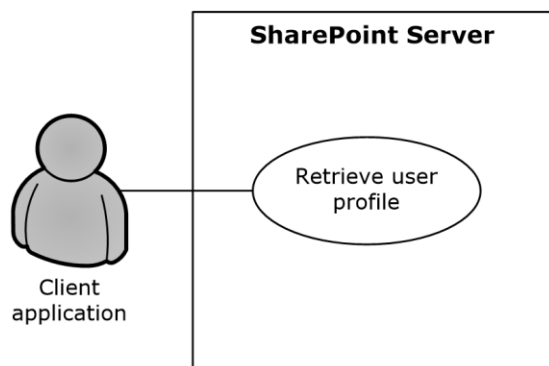 SharePoint Server
Retrieve user
profile
Client
application